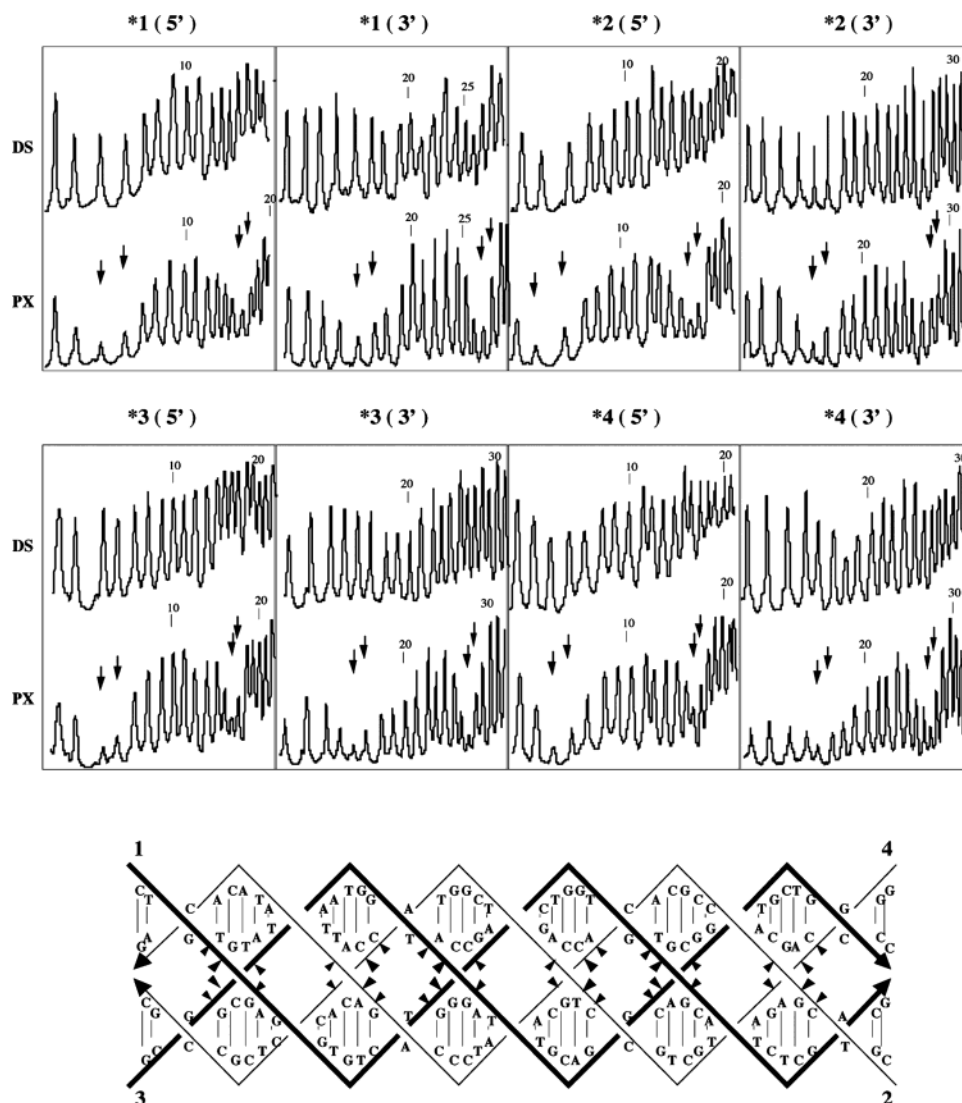 *1 ( 5' ) *1 ( 3' ) *2 ( 5' ) *2 ( 3' )
DS 10 20 25 10 20 20 30
PX 10 20 20 25 10 20 20 30
*3 ( 5' ) *3 ( 3' ) *4 ( 5' ) *4 ( 3' )
DS 10 20 20 30 10 20 20 30
PX 10 20 20 30 10 20 20 30
1 4
C T C A C A T A A A T G G A T G G C T C T G G T C A C G C C T G C T G G G G
A G G T G T A T T T A C C T A C C G A G A C C A G T G C G G A C G A C C C C
C G G G C G A G C A C A G T G G G A T A C G T C G C A G C A A G A G C A C G
G C C C G C T C G T G T C A C C C T A T G C A G C G T C G T T C T C G T G C
3 2